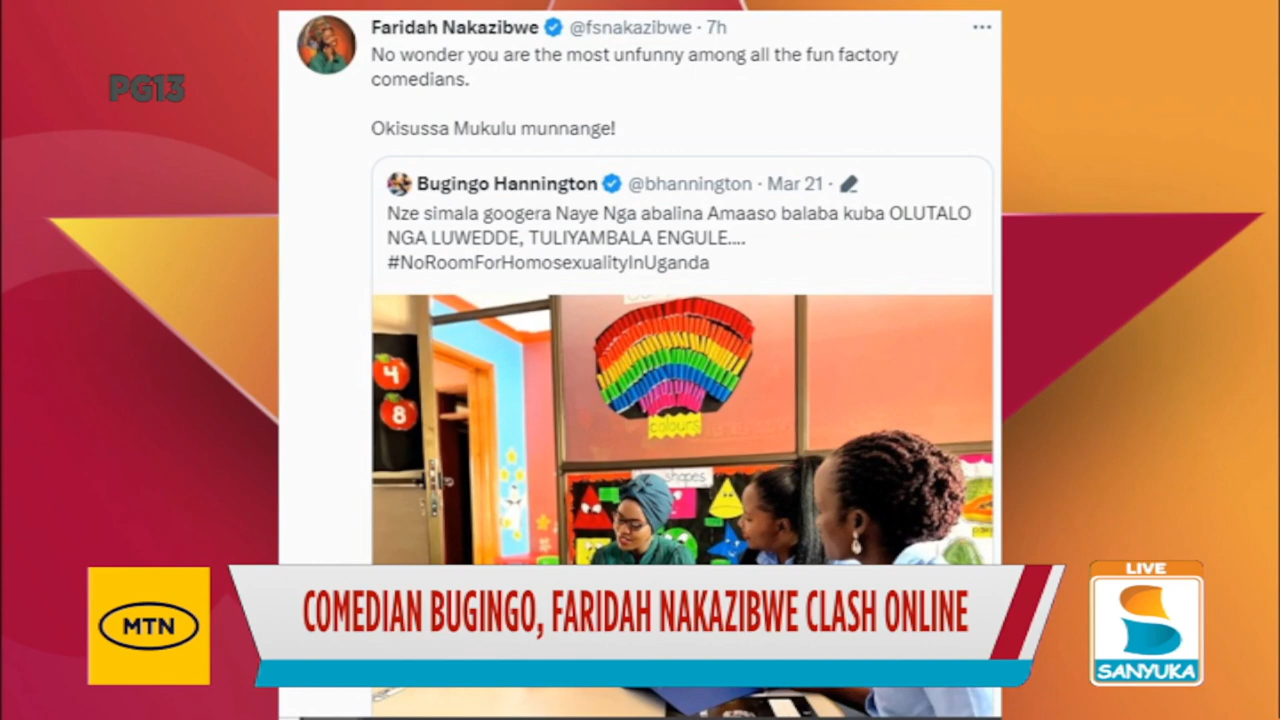 PG13
Faridah Nakazibwe @fsnakazibwe · 7h
No wonder you are the most unfunny among all the fun factory
comedians.
Okisussa Mukulu munnange!
Bugingo Hannington @bhannington · Mar 21 ·
Nze simala googera Naye Nga abalina Amaaso balaba kuba OLUTALO
NGA LUWEDDE, TULIYAMBALA ENGULE....
#NoRoomForHomosexualityInUganda
4
8
colours
shapes
MTN
COMEDIAN BUGINGO, FARIDAH NAKAZIBWE CLASH ONLINE
LIVE
SANYUKA